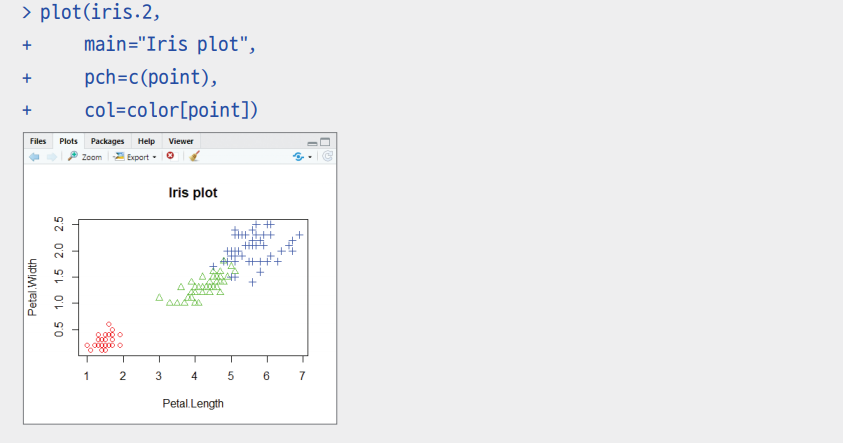 > plot(iris.2,
+ main="Iris plot",
+ pch=c(point),
+ col=color[point])
Files Plots Packages Help Viewer
Zoom Export
Iris plot
Petal.Width
2.5
2.0
1.5
1.0
0.5
1 2 3 4 5 6 7
Petal.Length